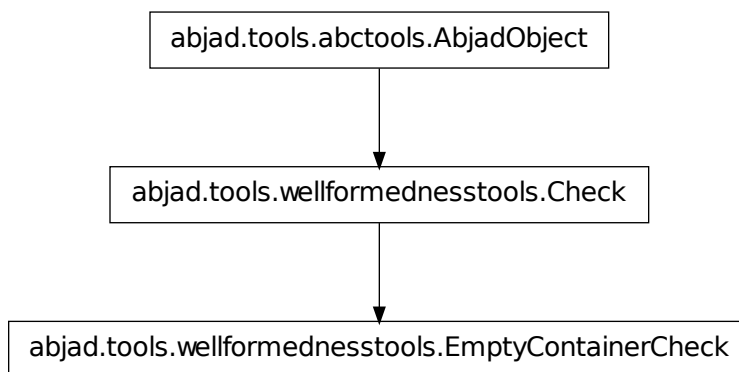 abjad.tools.abctools.AbjadObject
abjad.tools.wellformednesstools.Check
abjad.tools.wellformednesstools.EmptyContainerCheck